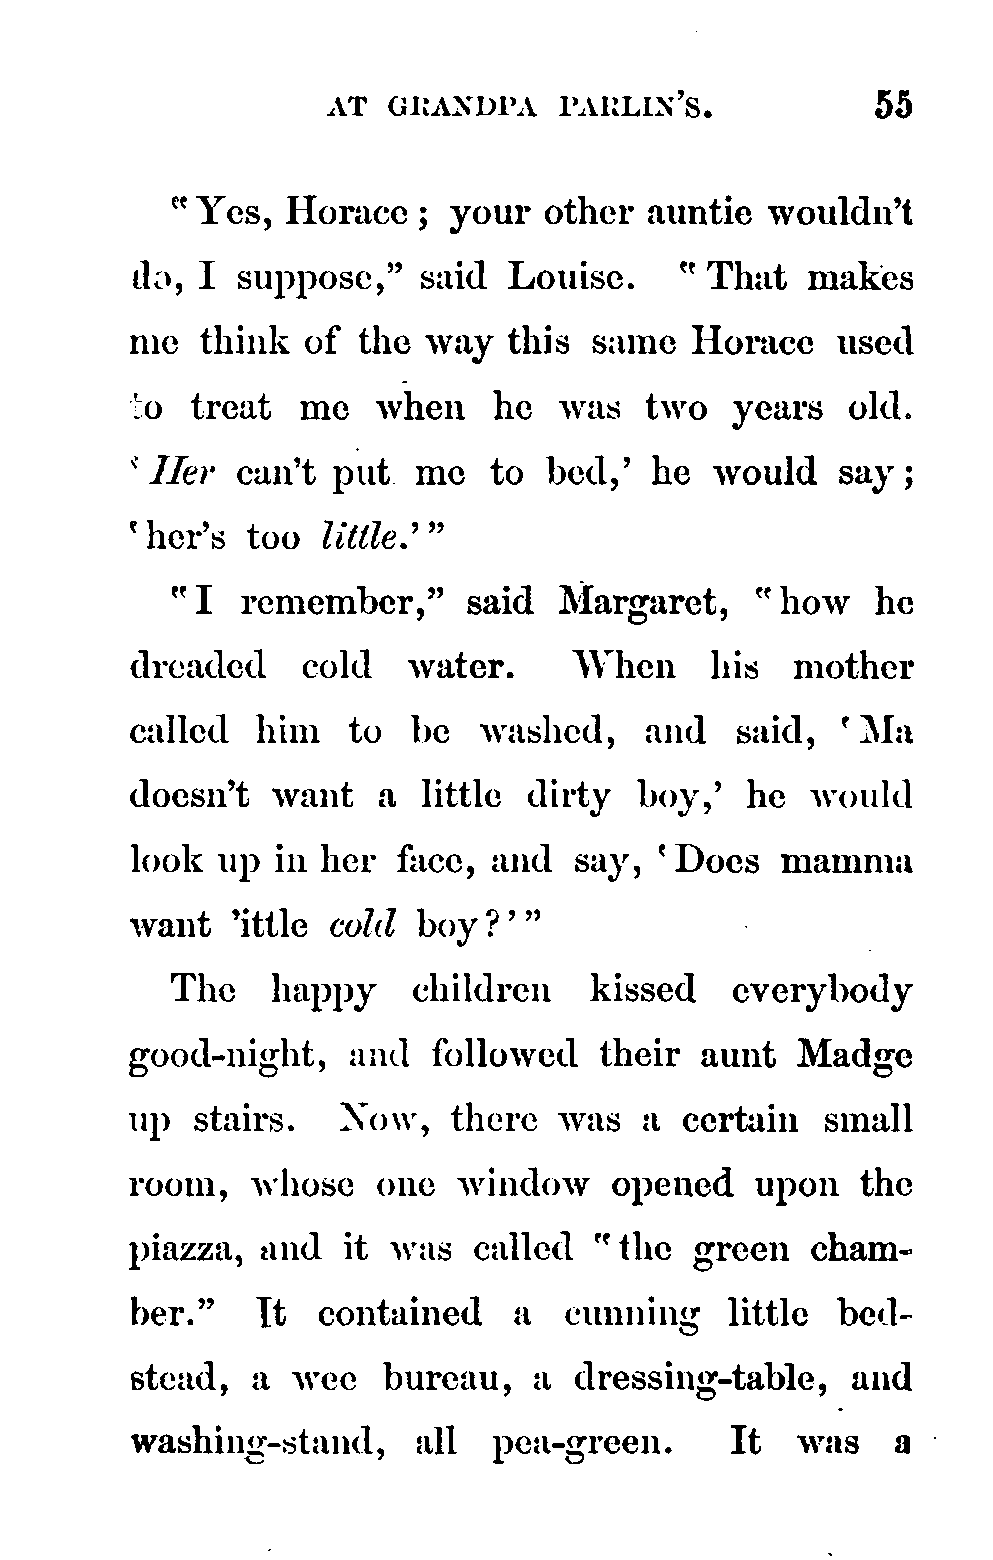 AT GRANDPA PARLIN'S. 55
"Yes, Horace; your other auntie wouldn't
do, I suppose," said Louise. "That makes
me think of the way this same Horace used
to treat me when he was two years old.
'Her can't put me to bed,' he would say;
'her's too little.'"
"I remember," said Margaret, "how he
dreaded cold water. When his mother
called him to be washed, and said, 'Ma
doesn't want a little dirty boy,' he would
look up in her face, and say, 'Does mamma
want 'ittle cold boy?'"
The happy children kissed everybody
good-night, and followed their aunt Madge
up stairs. Now, there was a certain small
room, whose one window opened upon the
piazza, and it was called "the green cham-
ber." It contained a cunning little bed-
stead, a wee bureau, a dressing-table, and
washing-stand, all pea-green. It was a